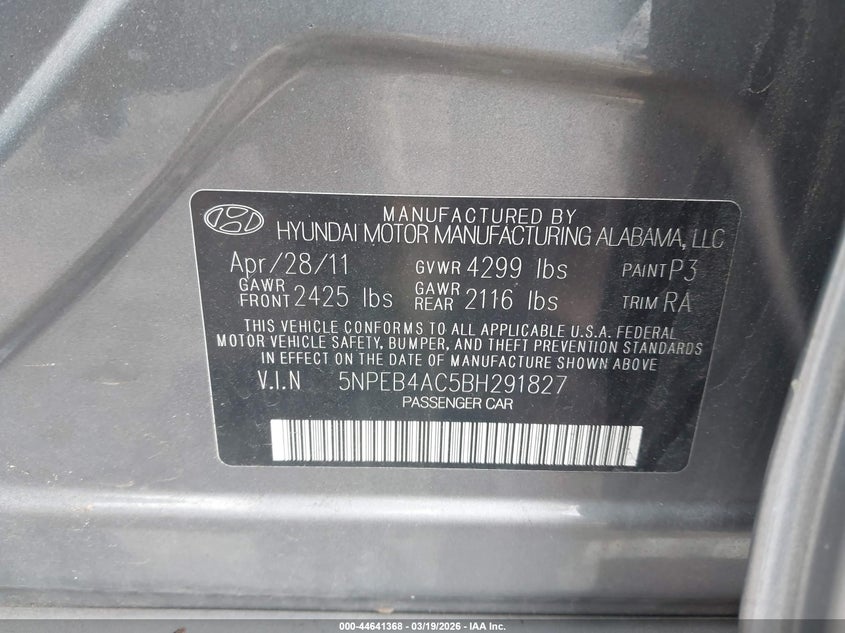 MANUFACTURED BY
HYUNDAI MOTOR MANUFACTURING ALABAMA, LLC
Apr/28/11 GVWR 4299 lbs PAINT P3
GAWR FRONT 2425 lbs GAWR REAR 2116 lbs TRIM RA
THIS VEHICLE CONFORMS TO ALL APPLICABLE U.S.A. FEDERAL
MOTOR VEHICLE SAFETY, BUMPER, AND THEFT PREVENTION STANDARDS
IN EFFECT ON THE DATE OF MANUFACTURE SHOWN ABOVE
V.I.N 5NPEB4AC5BH291827
PASSENGER CAR
000-44641368 - 03/19/2026 - IAA Inc.